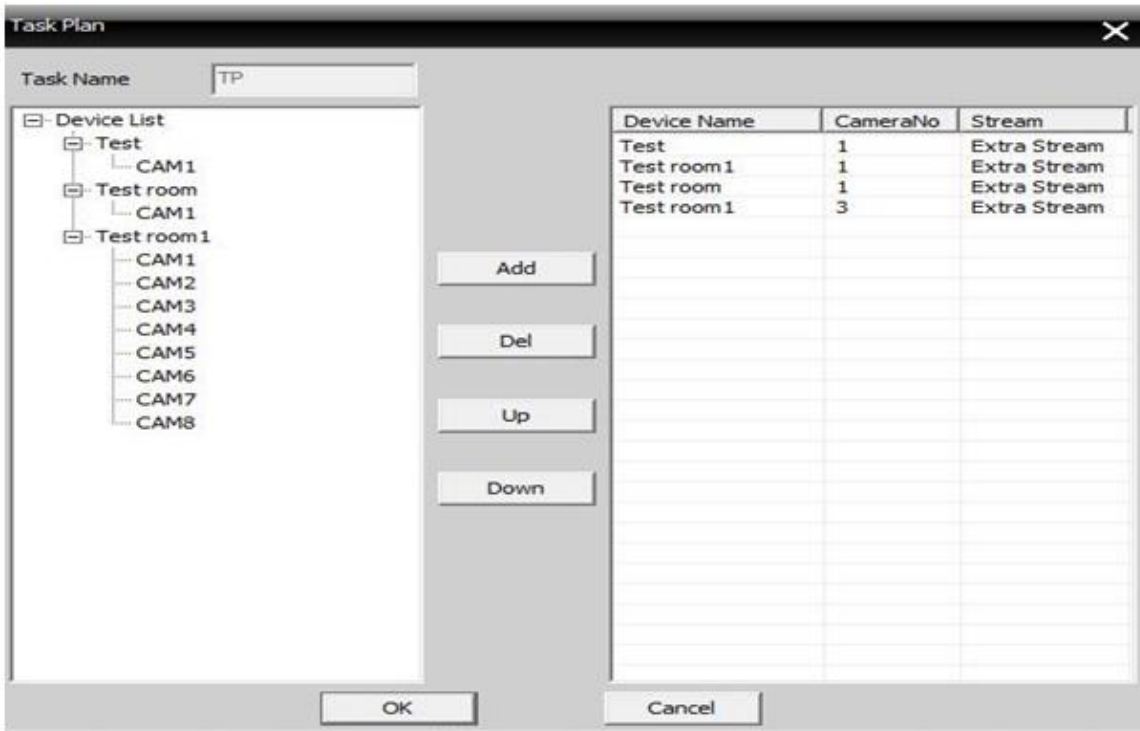 Task Plan
Task Name TP
Device List
Test
CAM1
Test room
CAM1
Test room1
CAM1
CAM2
CAM3
CAM4
CAM5
CAM6
CAM7
CAM8
Add
Del
Up
Down
Device Name CameraNo Stream
Test 1 Extra Stream
Test room1 1 Extra Stream
Test room 1 Extra Stream
Test room1 3 Extra Stream
OK Cancel